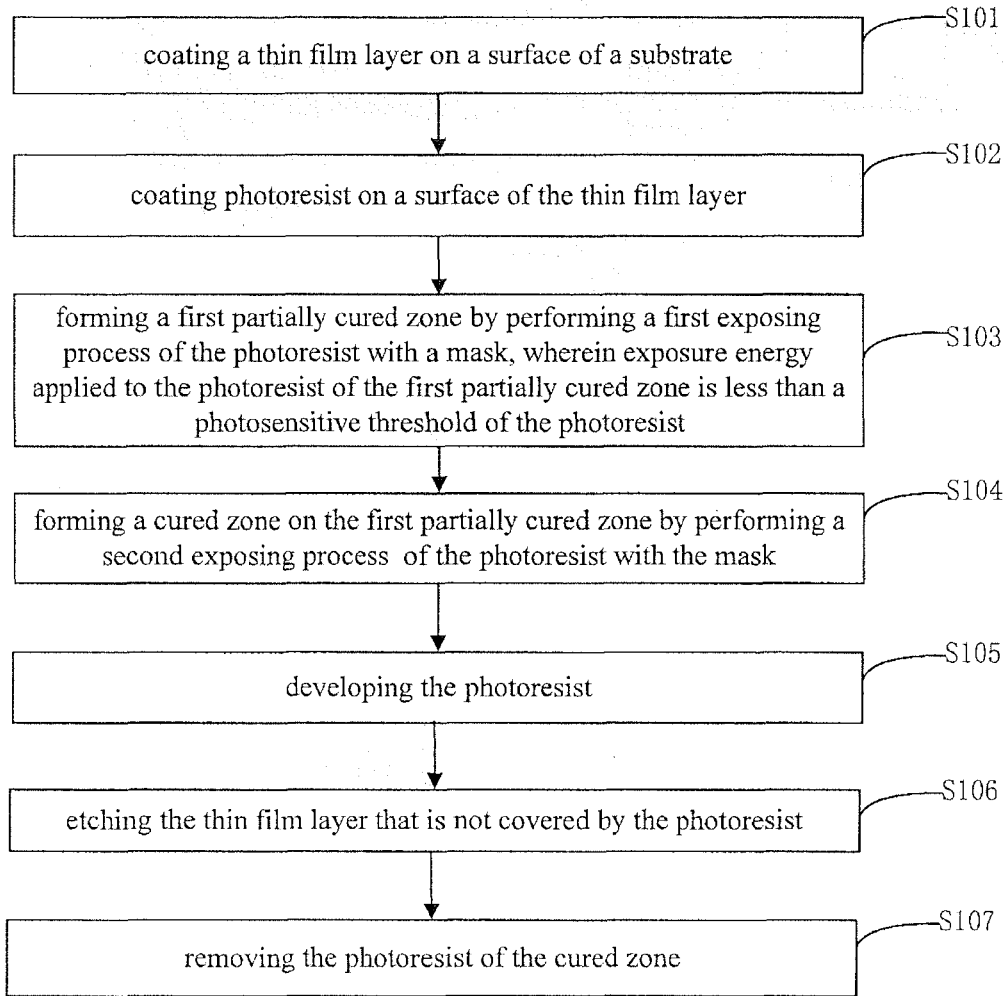 S101
coating a thin film layer on a surface of a substrate
S102
coating photoresist on a surface of the thin film layer
S103
forming a first partially cured zone by performing a first exposing
process of the photoresist with a mask, wherein exposure energy
applied to the photoresist of the first partially cured zone is less than a
photosensitive threshold of the photoresist
S104
forming a cured zone on the first partially cured zone by performing a
second exposing process of the photoresist with the mask
S105
developing the photoresist
S106
etching the thin film layer that is not covered by the photoresist
S107
removing the photoresist of the cured zone